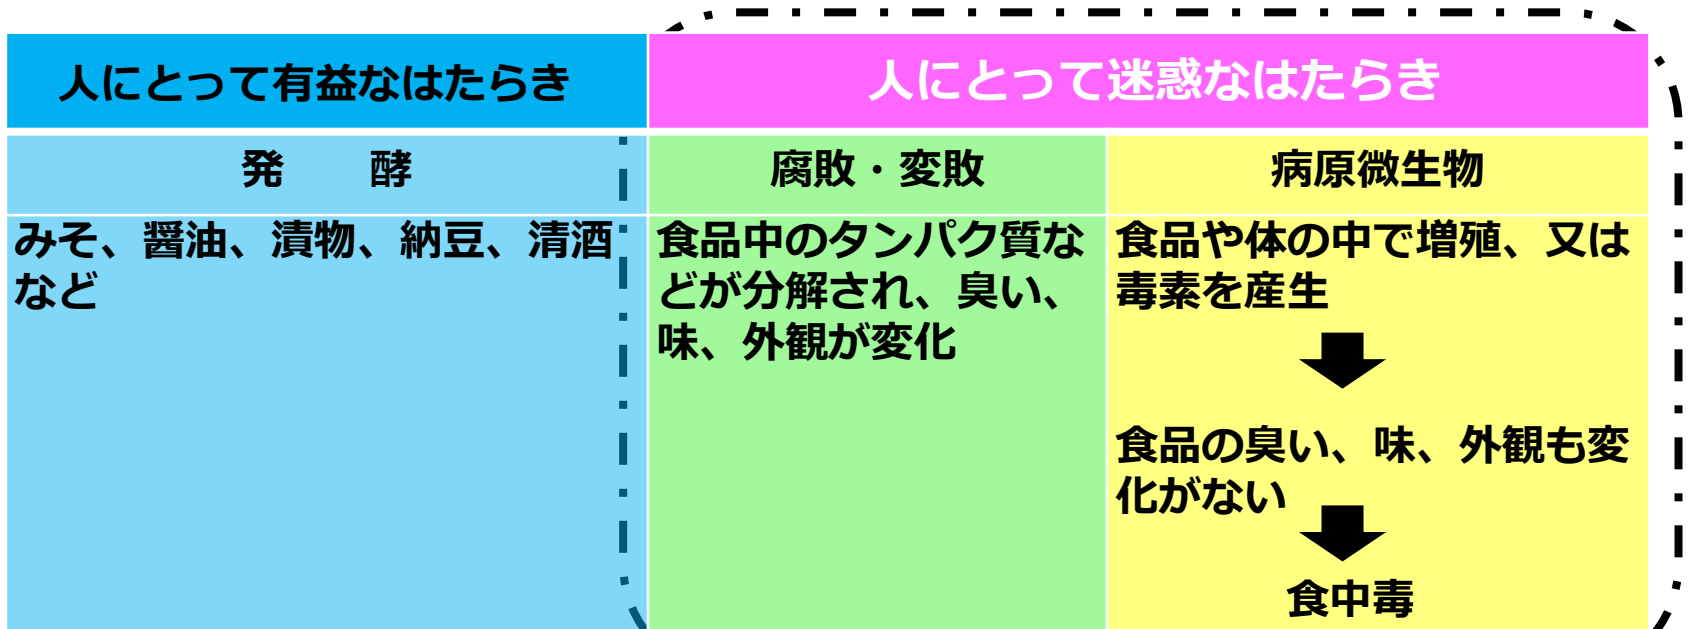 人にとって有益なはたらき
人にとって迷惑なはたらき
発　　酵
腐敗・変敗
病原微生物
みそ、醤油、漬物、納豆、清酒
など
食品中のタンパク質な
どが分解され、臭い、
味、外観が変化
食品や体の中で増殖、又は
毒素を産生
食品の臭い、味、外観も変
化がない
食中毒